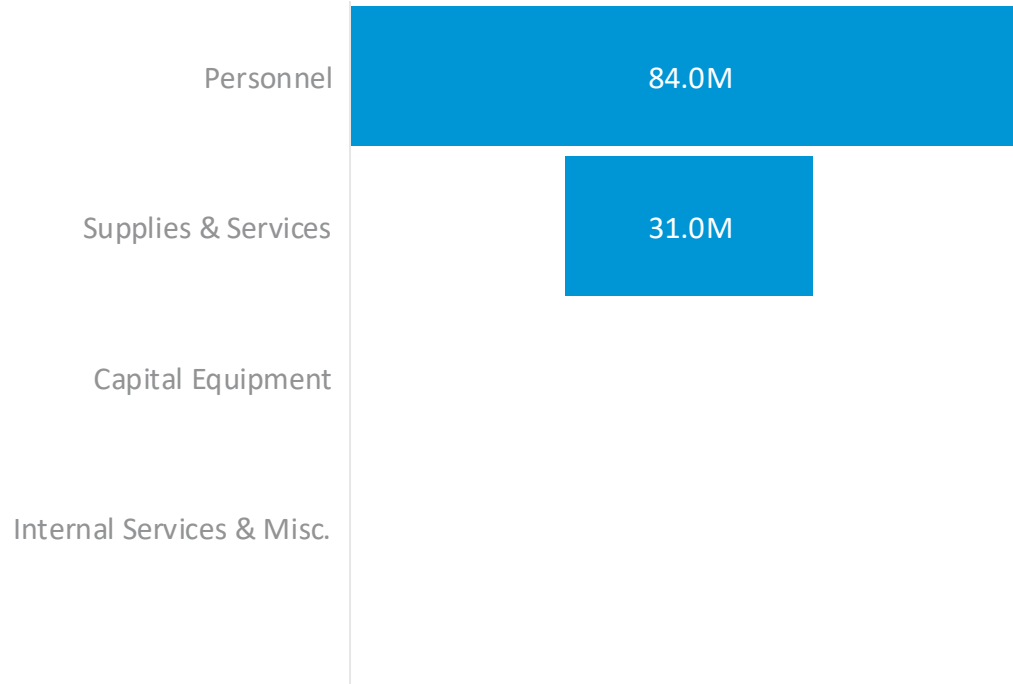 Personnel 84.0M
Supplies & Services 31.0M
Capital Equipment
Internal Services & Misc.